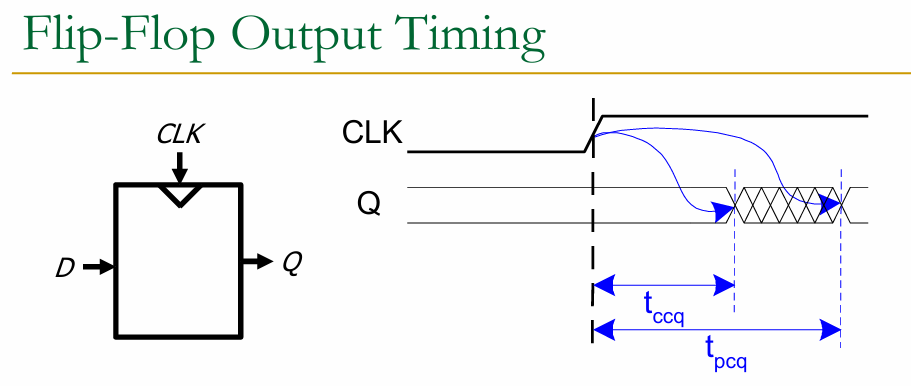 Flip-Flop Output Timing
CLK
D
Q
CLK
Q
tccq
tpcq